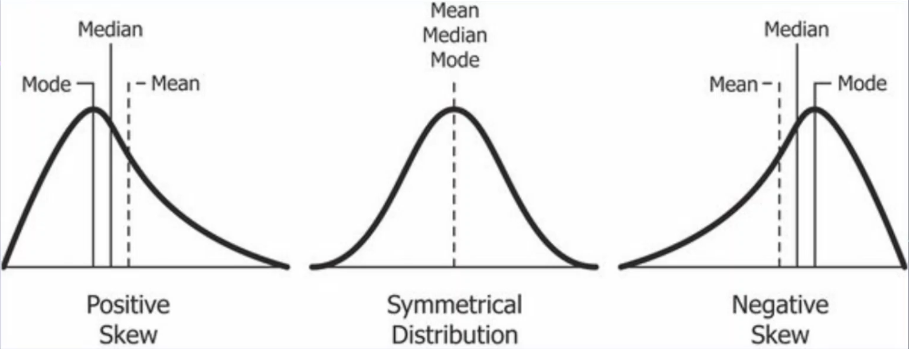 Median
Mode
Mean
Positive
Skew
Mean
Median
Mode
Symmetrical
Distribution
Median
Mean
Mode
Negative
Skew